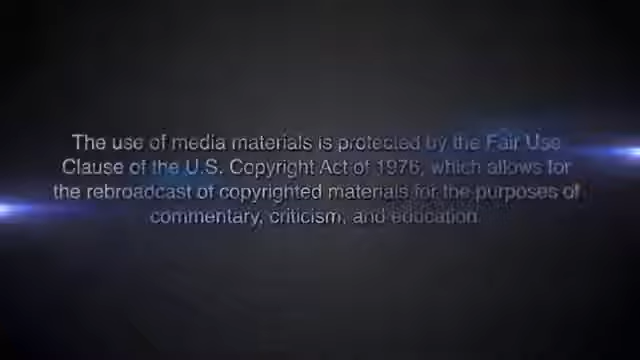 The use of media materials is protected by the Fair Use
Clause of the U.S. Copyright Act of 1976, which allows for
the rebroadcast of copyrighted materials for the purposes of
commentary, criticism, and education.